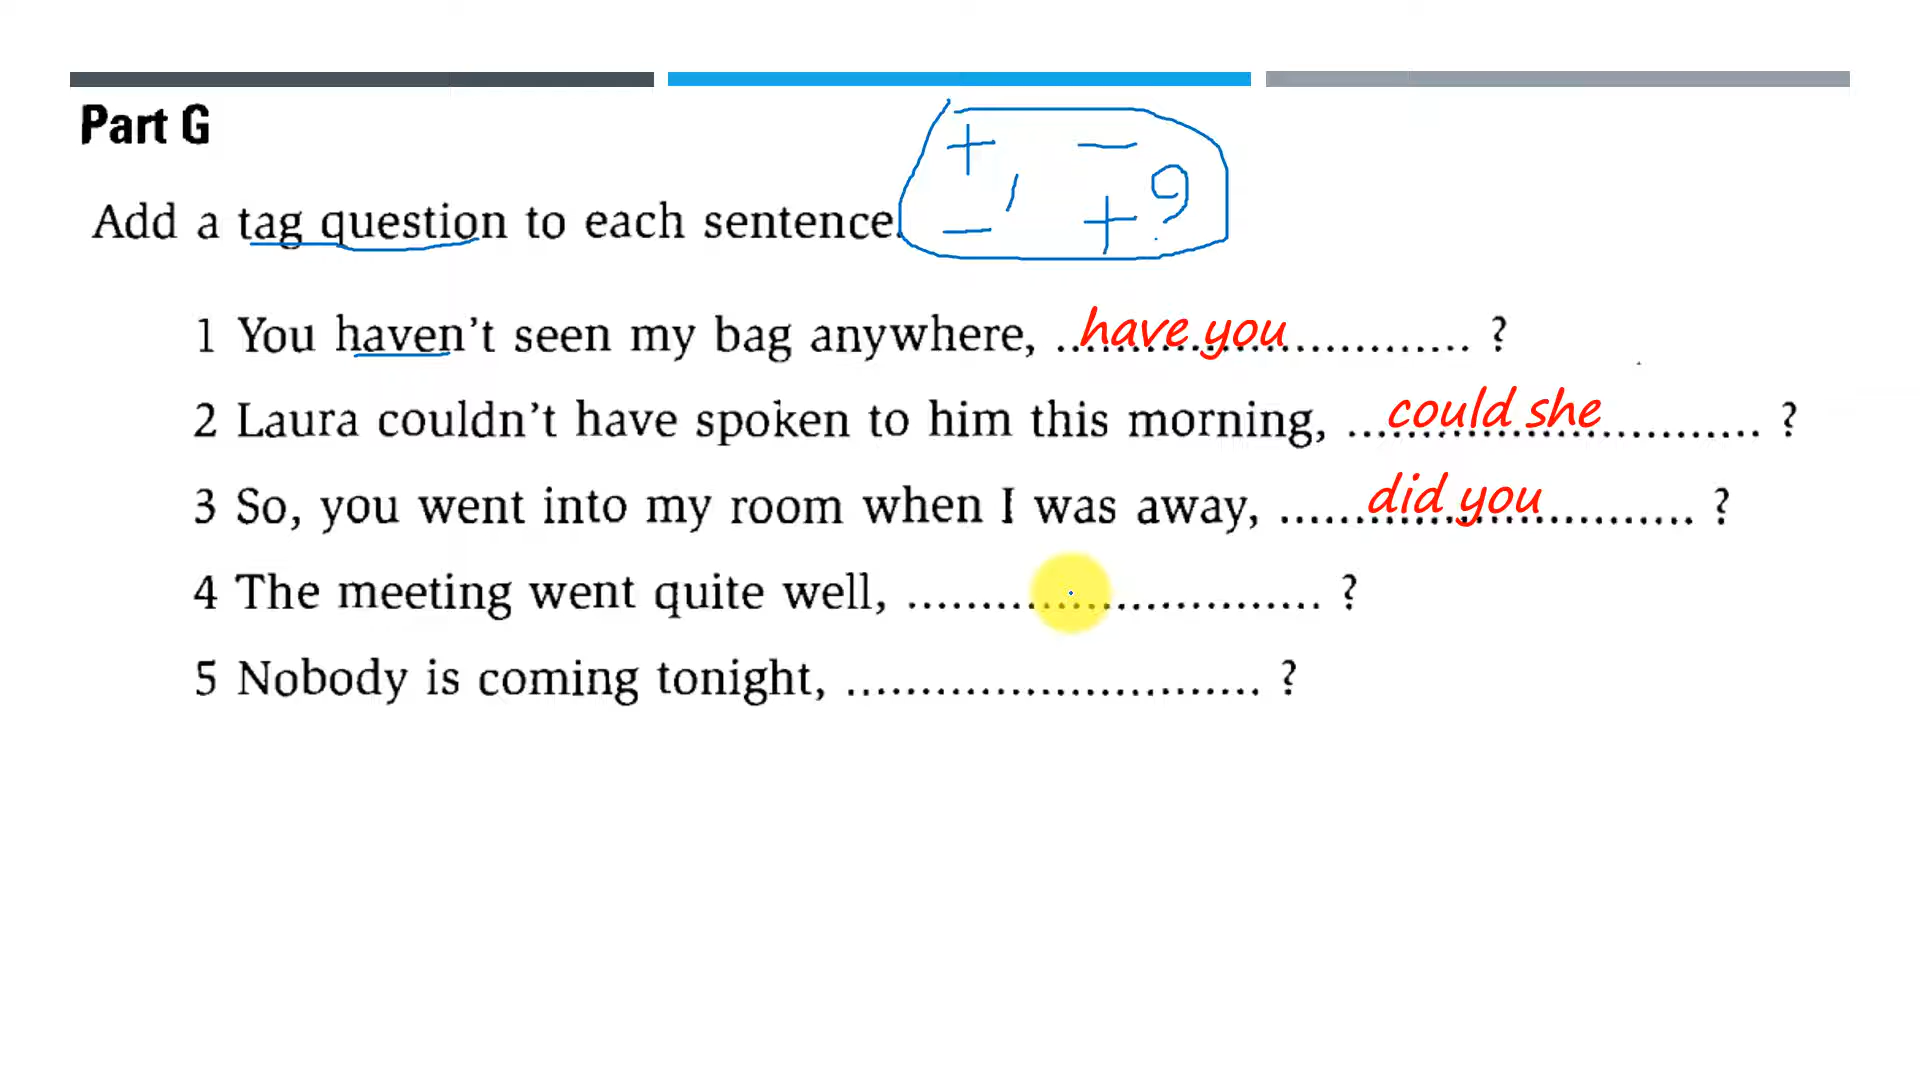 Part G
+ −
− , + ?
Add a tag question to each sentence.
1 You haven't seen my bag anywhere, ..have you............ ?
2 Laura couldn't have spoken to him this morning, ...could she........... ?
3 So, you went into my room when I was away, ......did you.......... ?
4 The meeting went quite well, ............................ ?
5 Nobody is coming tonight, ............................ ?